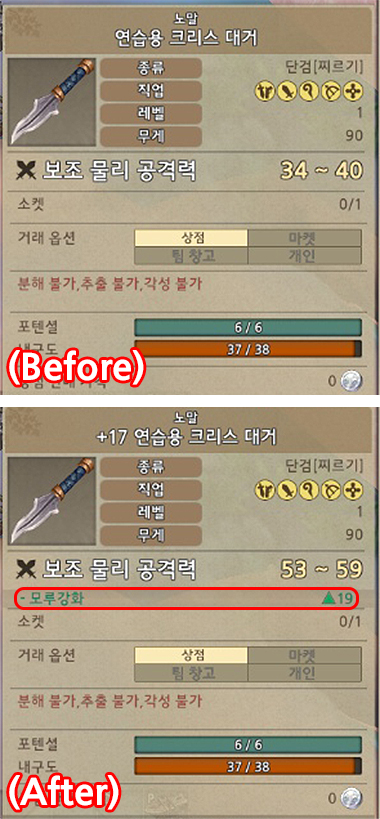 노말
연습용 크리스 대거
종류 단검[찌르기]
직업
레벨 1
무게 90
보조 물리 공격력 34 ~ 40
소켓 0/1
거래 옵션 상점 마켓
팀 창고 개인
분해 불가,추출 불가,각성 불가
포텐셜 6 / 6
내구도 37 / 38
(Before) 0
노말
+17 연습용 크리스 대거
종류 단검[찌르기]
직업
레벨 1
무게 90
보조 물리 공격력 53 ~ 59
- 모루강화 ▲19
소켓 0/1
거래 옵션 상점 마켓
팀 창고 개인
분해 불가,추출 불가,각성 불가
포텐셜 6 / 6
내구도 37 / 38
(After) 0